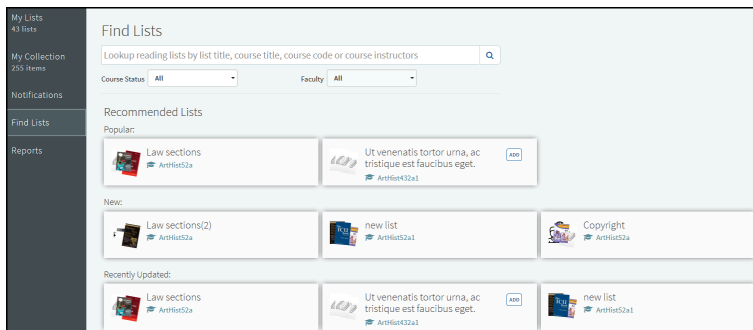 My Lists
43 lists
My Collection
255 items
Notifications
Find Lists
Reports
Find Lists
Lookup reading lists by list title, course title, course code or course instructors
Course Status All Faculty All
Recommended Lists
Popular:
Law sections
ArtHist52a
Ut venenatis tortor urna, ac
tristique est faucibus eget.
ADD
ArtHist432a1
New:
Law sections(2)
ArtHist52a
new list
ArtHist52a1
Copyright
ArtHist52a
Recently Updated:
Law sections
ArtHist52a
Ut venenatis tortor urna, ac
tristique est faucibus eget.
ADD
ArtHist432a1
new list
ArtHist52a1